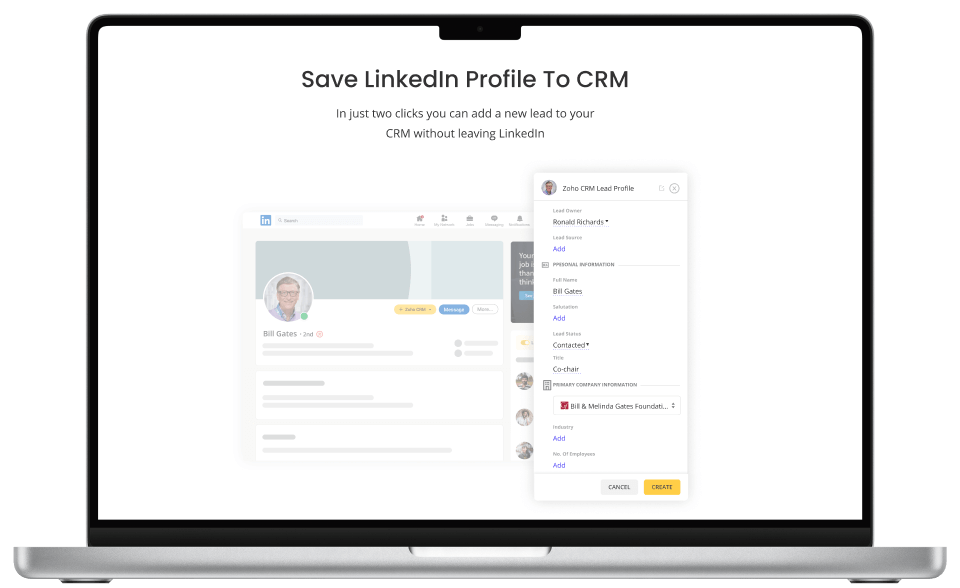 Save LinkedIn Profile To CRM
In just two clicks you can add a new lead to your
CRM without leaving LinkedIn
in
Search
Home
My Network
Jobs
Messaging
Notifications
Your
job i
than
think
+ Zoho CRM
Message
More...
Bill Gates • 2nd
Zoho CRM Lead Profile
Lead Owner
Ronald Richards
Lead Source
Add
PPESONAL INFORMATION
Full Name
Bill Gates
Salutation
Add
Lead Status
Contacted
Title
Co-chair
PRIMARY COMPANY INFORMATION
Bill & Melinda Gates Foundati...
Industry
Add
No. Of Employees
Add
CANCEL
CREATE